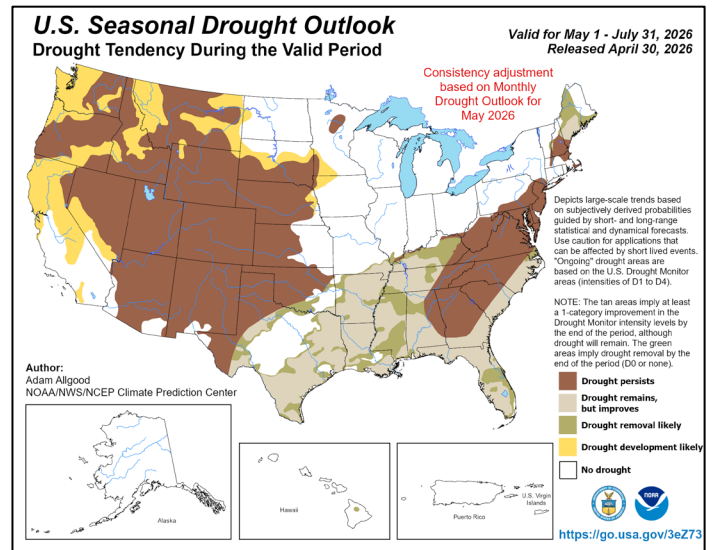 U.S. Seasonal Drought Outlook
Drought Tendency During the Valid Period
Valid for May 1 - July 31, 2026
Released April 30, 2026
Consistency adjustment
based on Monthly
Drought Outlook for
May 2026
Depicts large-scale trends based
on subjectively derived probabilities
guided by short- and long-range
statistical and dynamical forecasts.
Use caution for applications that
can be affected by short lived events.
"Ongoing" drought areas are
based on the U.S. Drought Monitor
areas (intensities of D1 to D4).
NOTE: The tan areas imply at least
a 1-category improvement in the
Drought Monitor intensity levels by
the end of the period, although
drought will remain. The green
areas imply drought removal by the
end of the period (D0 or none).
Author:
Adam Allgood
NOAA/NWS/NCEP Climate Prediction Center
Drought persists
Drought remains,
but improves
Drought removal likely
Drought development likely
No drought
Alaska
Hawaii
Puerto Rico
U.S. Virgin
Islands
NOAA
https://go.usa.gov/3eZ73